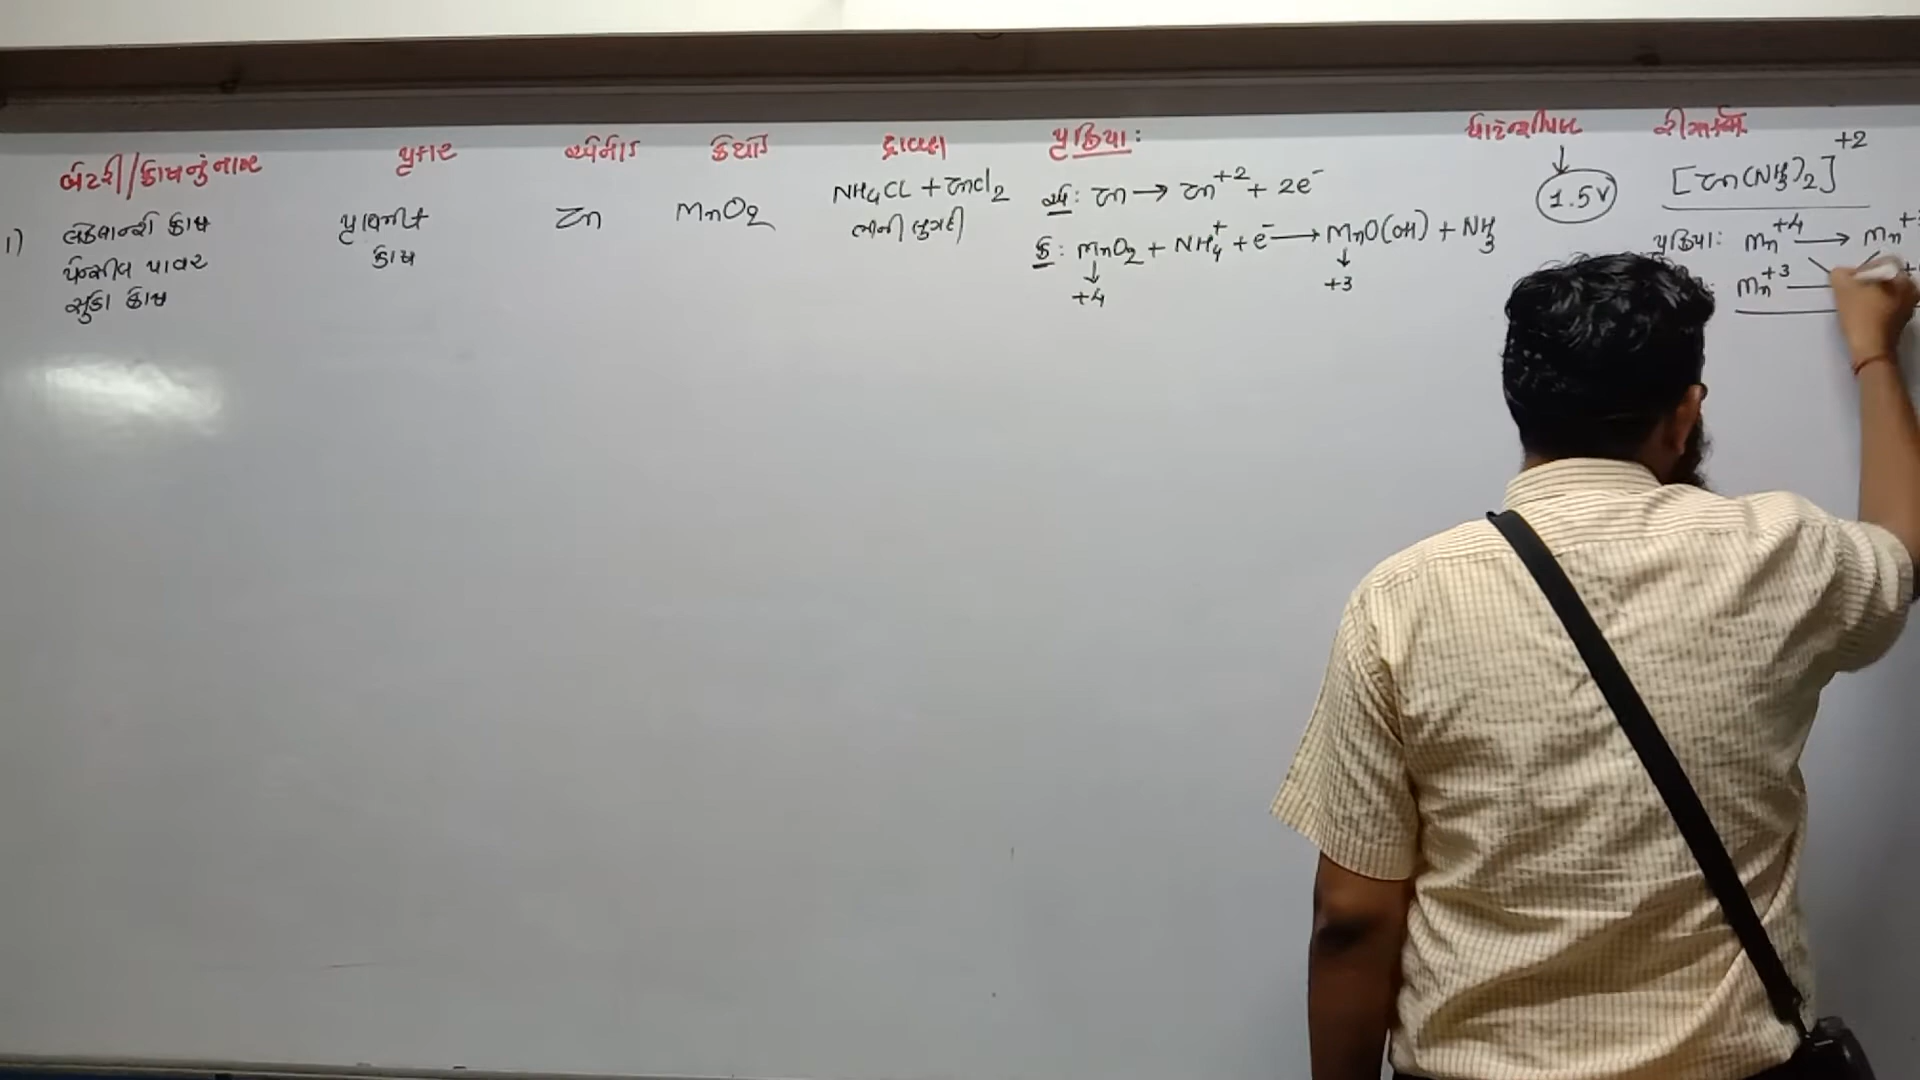 બેટરી/કોષનું નામ પ્રકાર એનોડ કેથોડ દ્રાવણ પ્રક્રિયા: પોટેન્શીયલ રીમાર્ક્સ
1) લેકલાન્શે કોષ
પેન્સીલ પાવર
સુકો કોષ
પ્રાથમીક
કોષ
Zn
MnO₂
NH₄Cl + ZnCl₂
ની લુગદી
એ: Zn → Zn⁺² + 2e⁻
કે: MnO₂ + NH₄⁺ + e⁻ → MnO(OH) + NH₃
↓ ↓
+4 +3
↓
1.5V
[Zn(NH₃)₂]⁺²
પ્રક્રિયા: Mn⁺⁴ → Mn⁺³
Mn⁺³